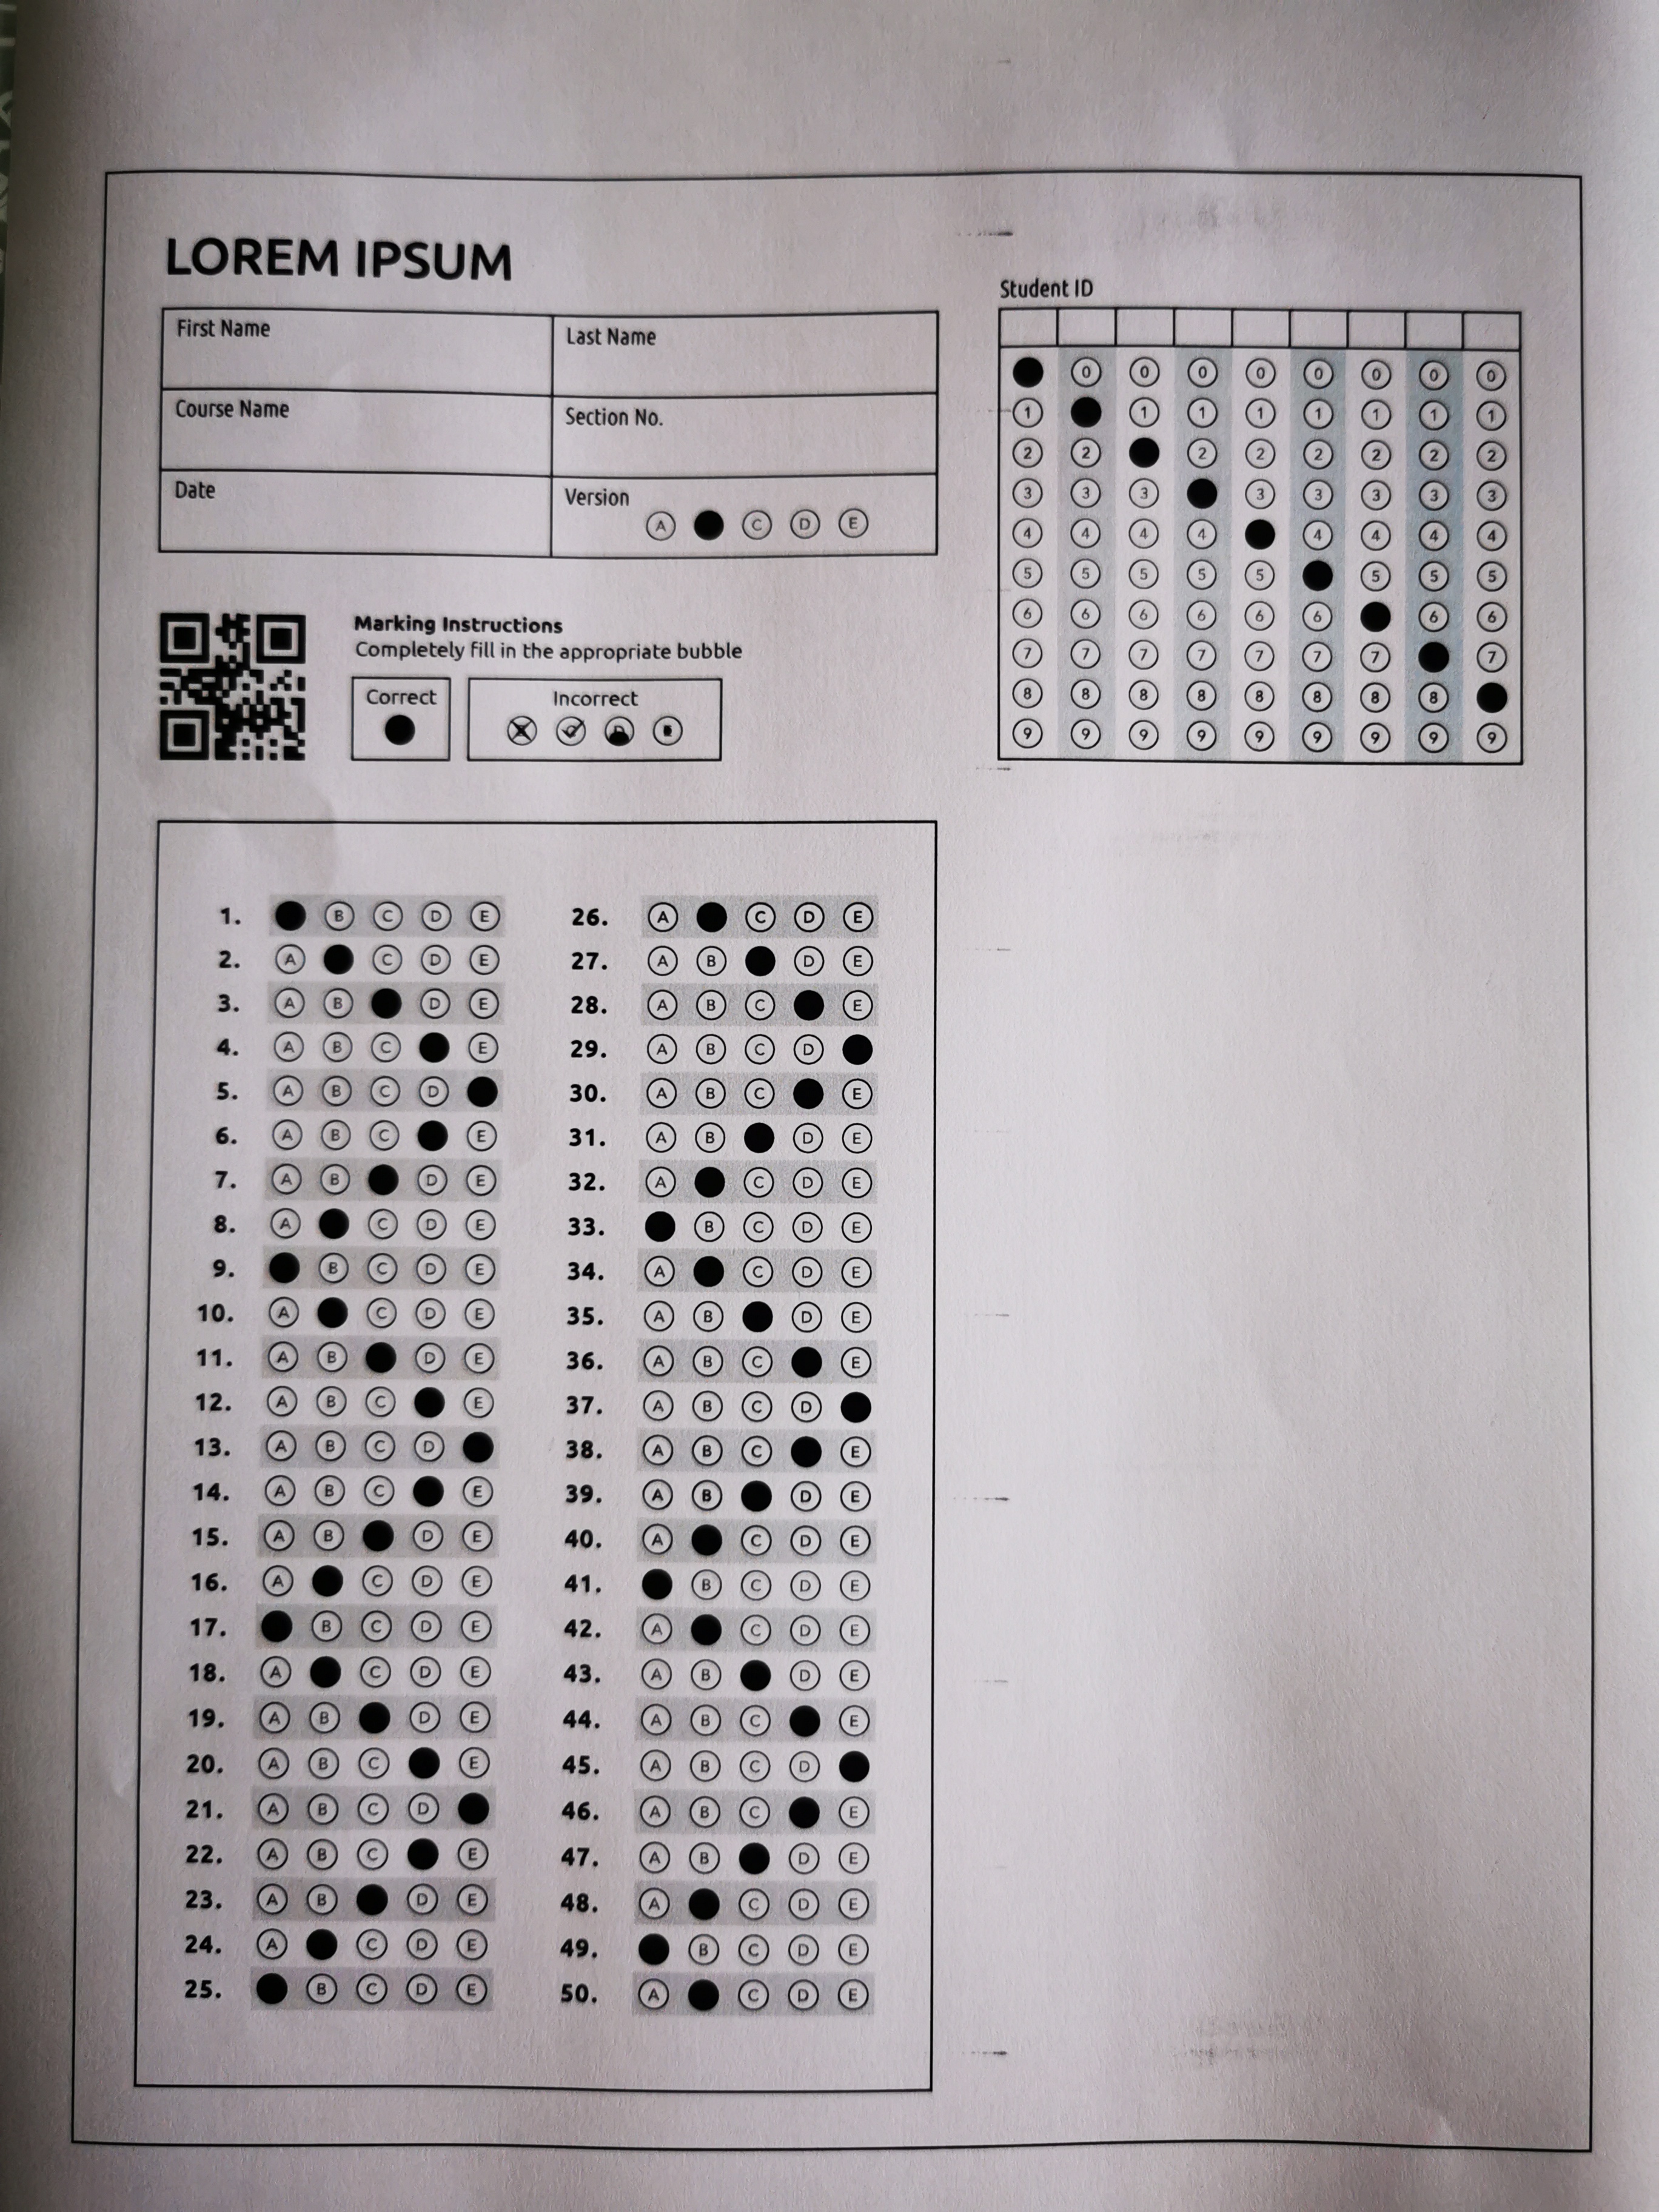 LOREM IPSUM
Student ID
First Name
Last Name
Course Name
Section No.
Date
Version
A C D E
0 0 0 0 0 0 0 0
1 1 1 1 1 1 1 1
2 2 2 2 2 2 2 2
3 3 3 3 3 3 3 3
4 4 4 4 4 4 4 4
5 5 5 5 5 5 5 5
6 6 6 6 6 6 6 6
7 7 7 7 7 7 7 7
8 8 8 8 8 8 8 8
9 9 9 9 9 9 9 9 9
Marking Instructions
Completely fill in the appropriate bubble
Correct
Incorrect
1. B C D E
2. A C D E
3. A B D E
4. A B C E
5. A B C D
6. A B C E
7. A B D E
8. A C D E
9. B C D E
10. A C D E
11. A B D E
12. A B C E
13. A B C D
14. A B C E
15. A B D E
16. A C D E
17. B C D E
18. A C D E
19. A B D E
20. A B C E
21. A B C D
22. A B C E
23. A B D E
24. A C D E
25. B C D E
26. A C D E
27. A B D E
28. A B C E
29. A B C D
30. A B C E
31. A B D E
32. A C D E
33. B C D E
34. A C D E
35. A B D E
36. A B C E
37. A B C D
38. A B C E
39. A B D E
40. A C D E
41. B C D E
42. A C D E
43. A B D E
44. A B C E
45. A B C D
46. A B C E
47. A B D E
48. A C D E
49. B C D E
50. A C D E